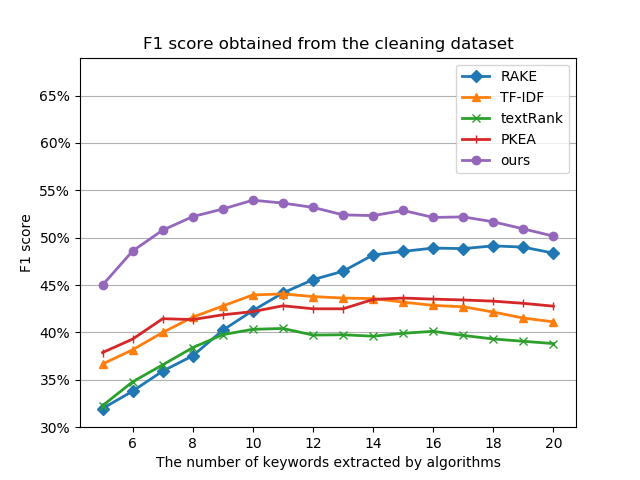 F1 score obtained from the cleaning dataset
RAKE
TF-IDF
textRank
PKEA
ours
65%
60%
55%
50%
45%
40%
35%
30%
F1 score
6 8 10 12 14 16 18 20
The number of keywords extracted by algorithms